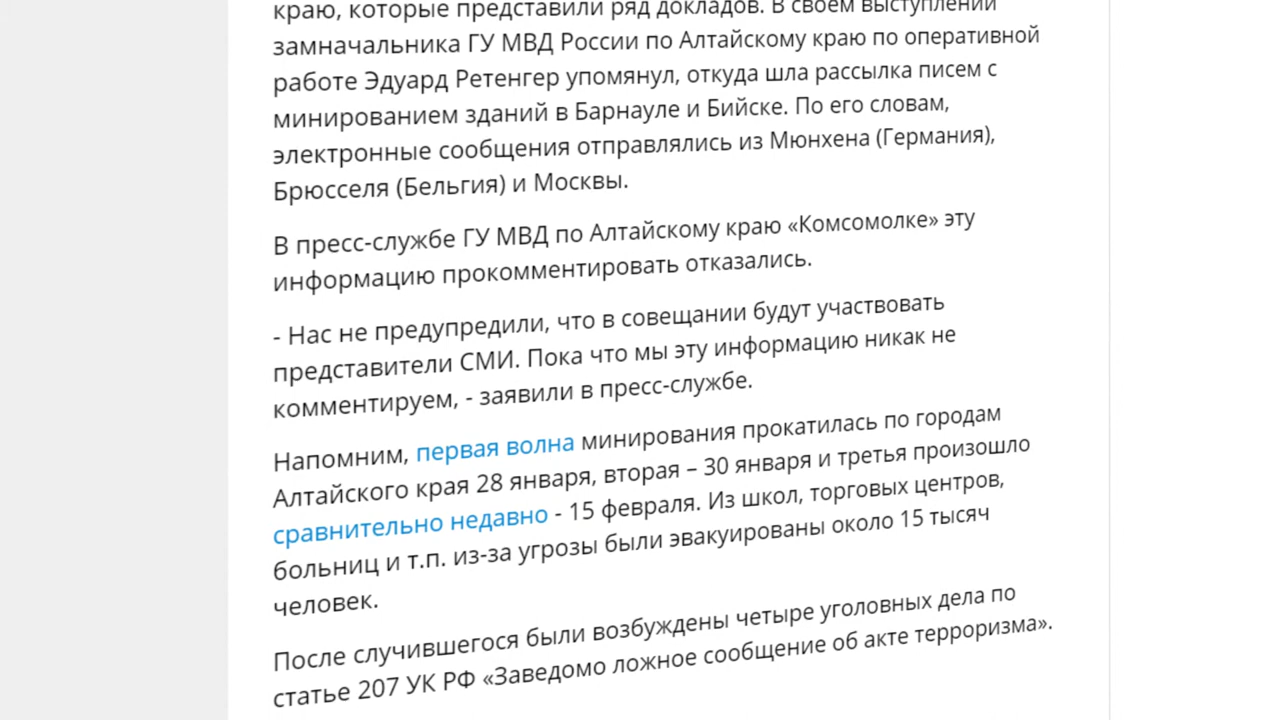 краю, которые представили ряд докладов. В своем выступлении
замначальника ГУ МВД России по Алтайскому краю по оперативной
работе Эдуард Ретенгер упомянул, откуда шла рассылка писем с
минированием зданий в Барнауле и Бийске. По его словам,
электронные сообщения отправлялись из Мюнхена (Германия),
Брюсселя (Бельгия) и Москвы.
В пресс-службе ГУ МВД по Алтайскому краю «Комсомолке» эту
информацию прокомментировать отказались.
- Нас не предупредили, что в совещании будут участвовать
представители СМИ. Пока что мы эту информацию никак не
комментируем, - заявили в пресс-службе.
Напомним, первая волна минирования прокатилась по городам
Алтайского края 28 января, вторая – 30 января и третья произошло
сравнительно недавно - 15 февраля. Из школ, торговых центров,
больниц и т.п. из-за угрозы были эвакуированы около 15 тысяч
человек.
После случившегося были возбуждены четыре уголовных дела по
статье 207 УК РФ «Заведомо ложное сообщение об акте терроризма».